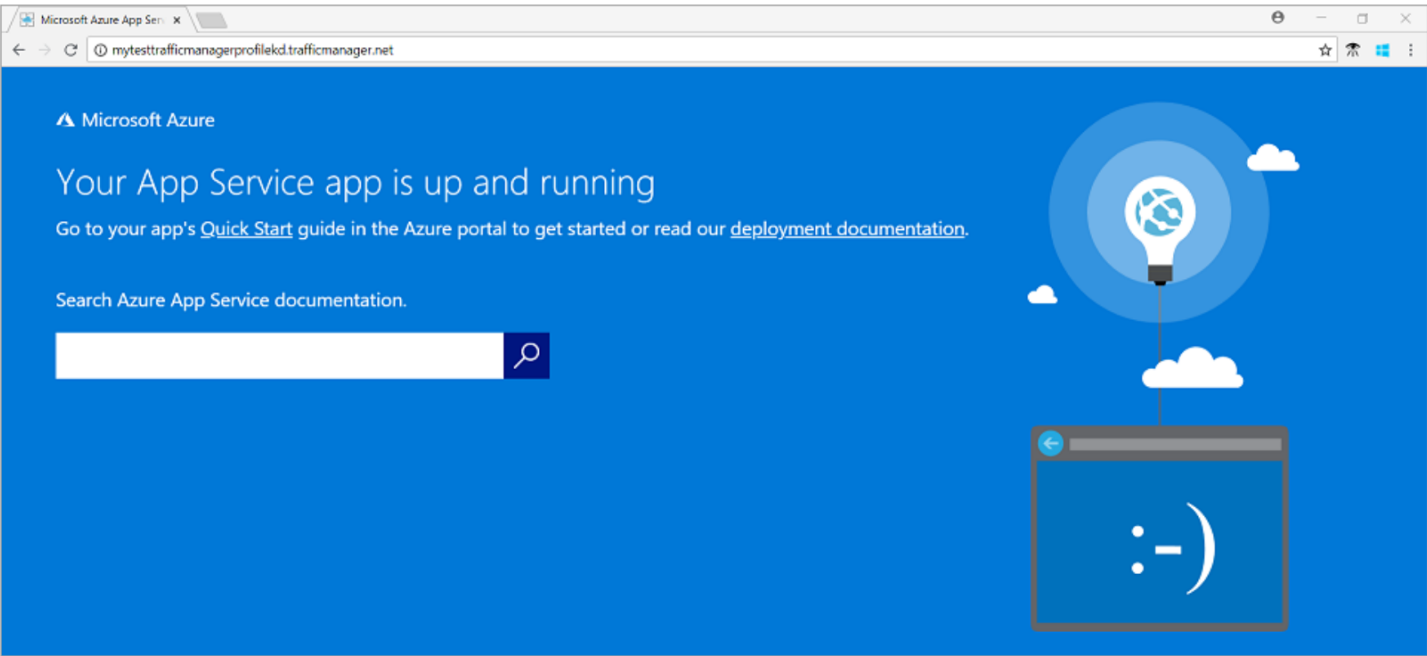 Microsoft Azure App Ser
mytesttrafficmanagerprofilekd.trafficmanager.net
Microsoft Azure
Your App Service app is up and running
Go to your app's Quick Start guide in the Azure portal to get started or read our deployment documentation.
Search Azure App Service documentation.
:-)